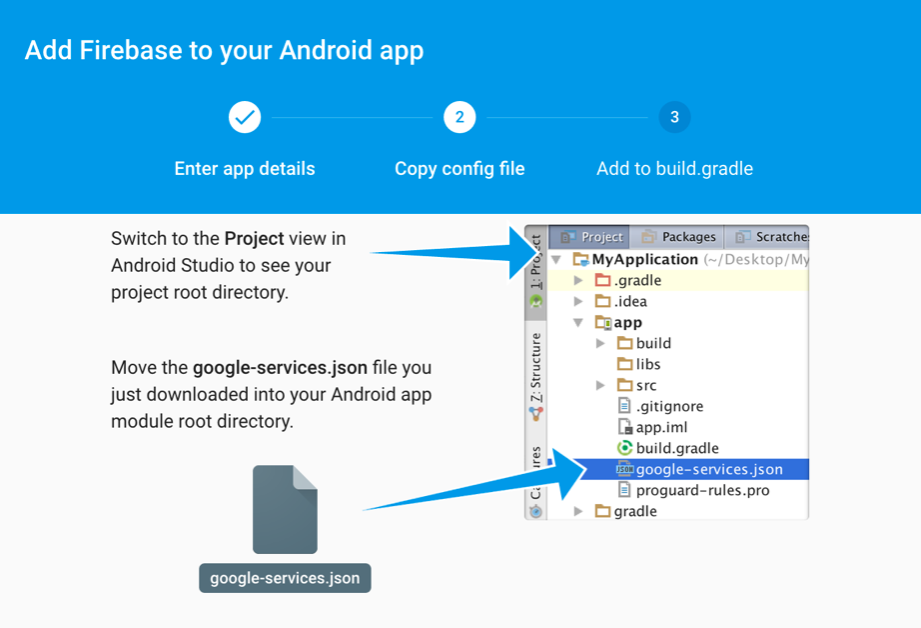 Add Firebase to your Android app
2
3
Enter app details
Copy config file
Add to build.gradle
Switch to the Project view in
Android Studio to see your
project root directory.
Move the google-services.json file you
just downloaded into your Android app
module root directory.
google-services.json
1: Project
Z: Structure
Project
Packages
MyApplication (~/Desktop/My
.gradle
.idea
app
build
libs
src
.gitignore
app.iml
build.gradle
JSON google-services.json
proguard-rules.pro
gradle